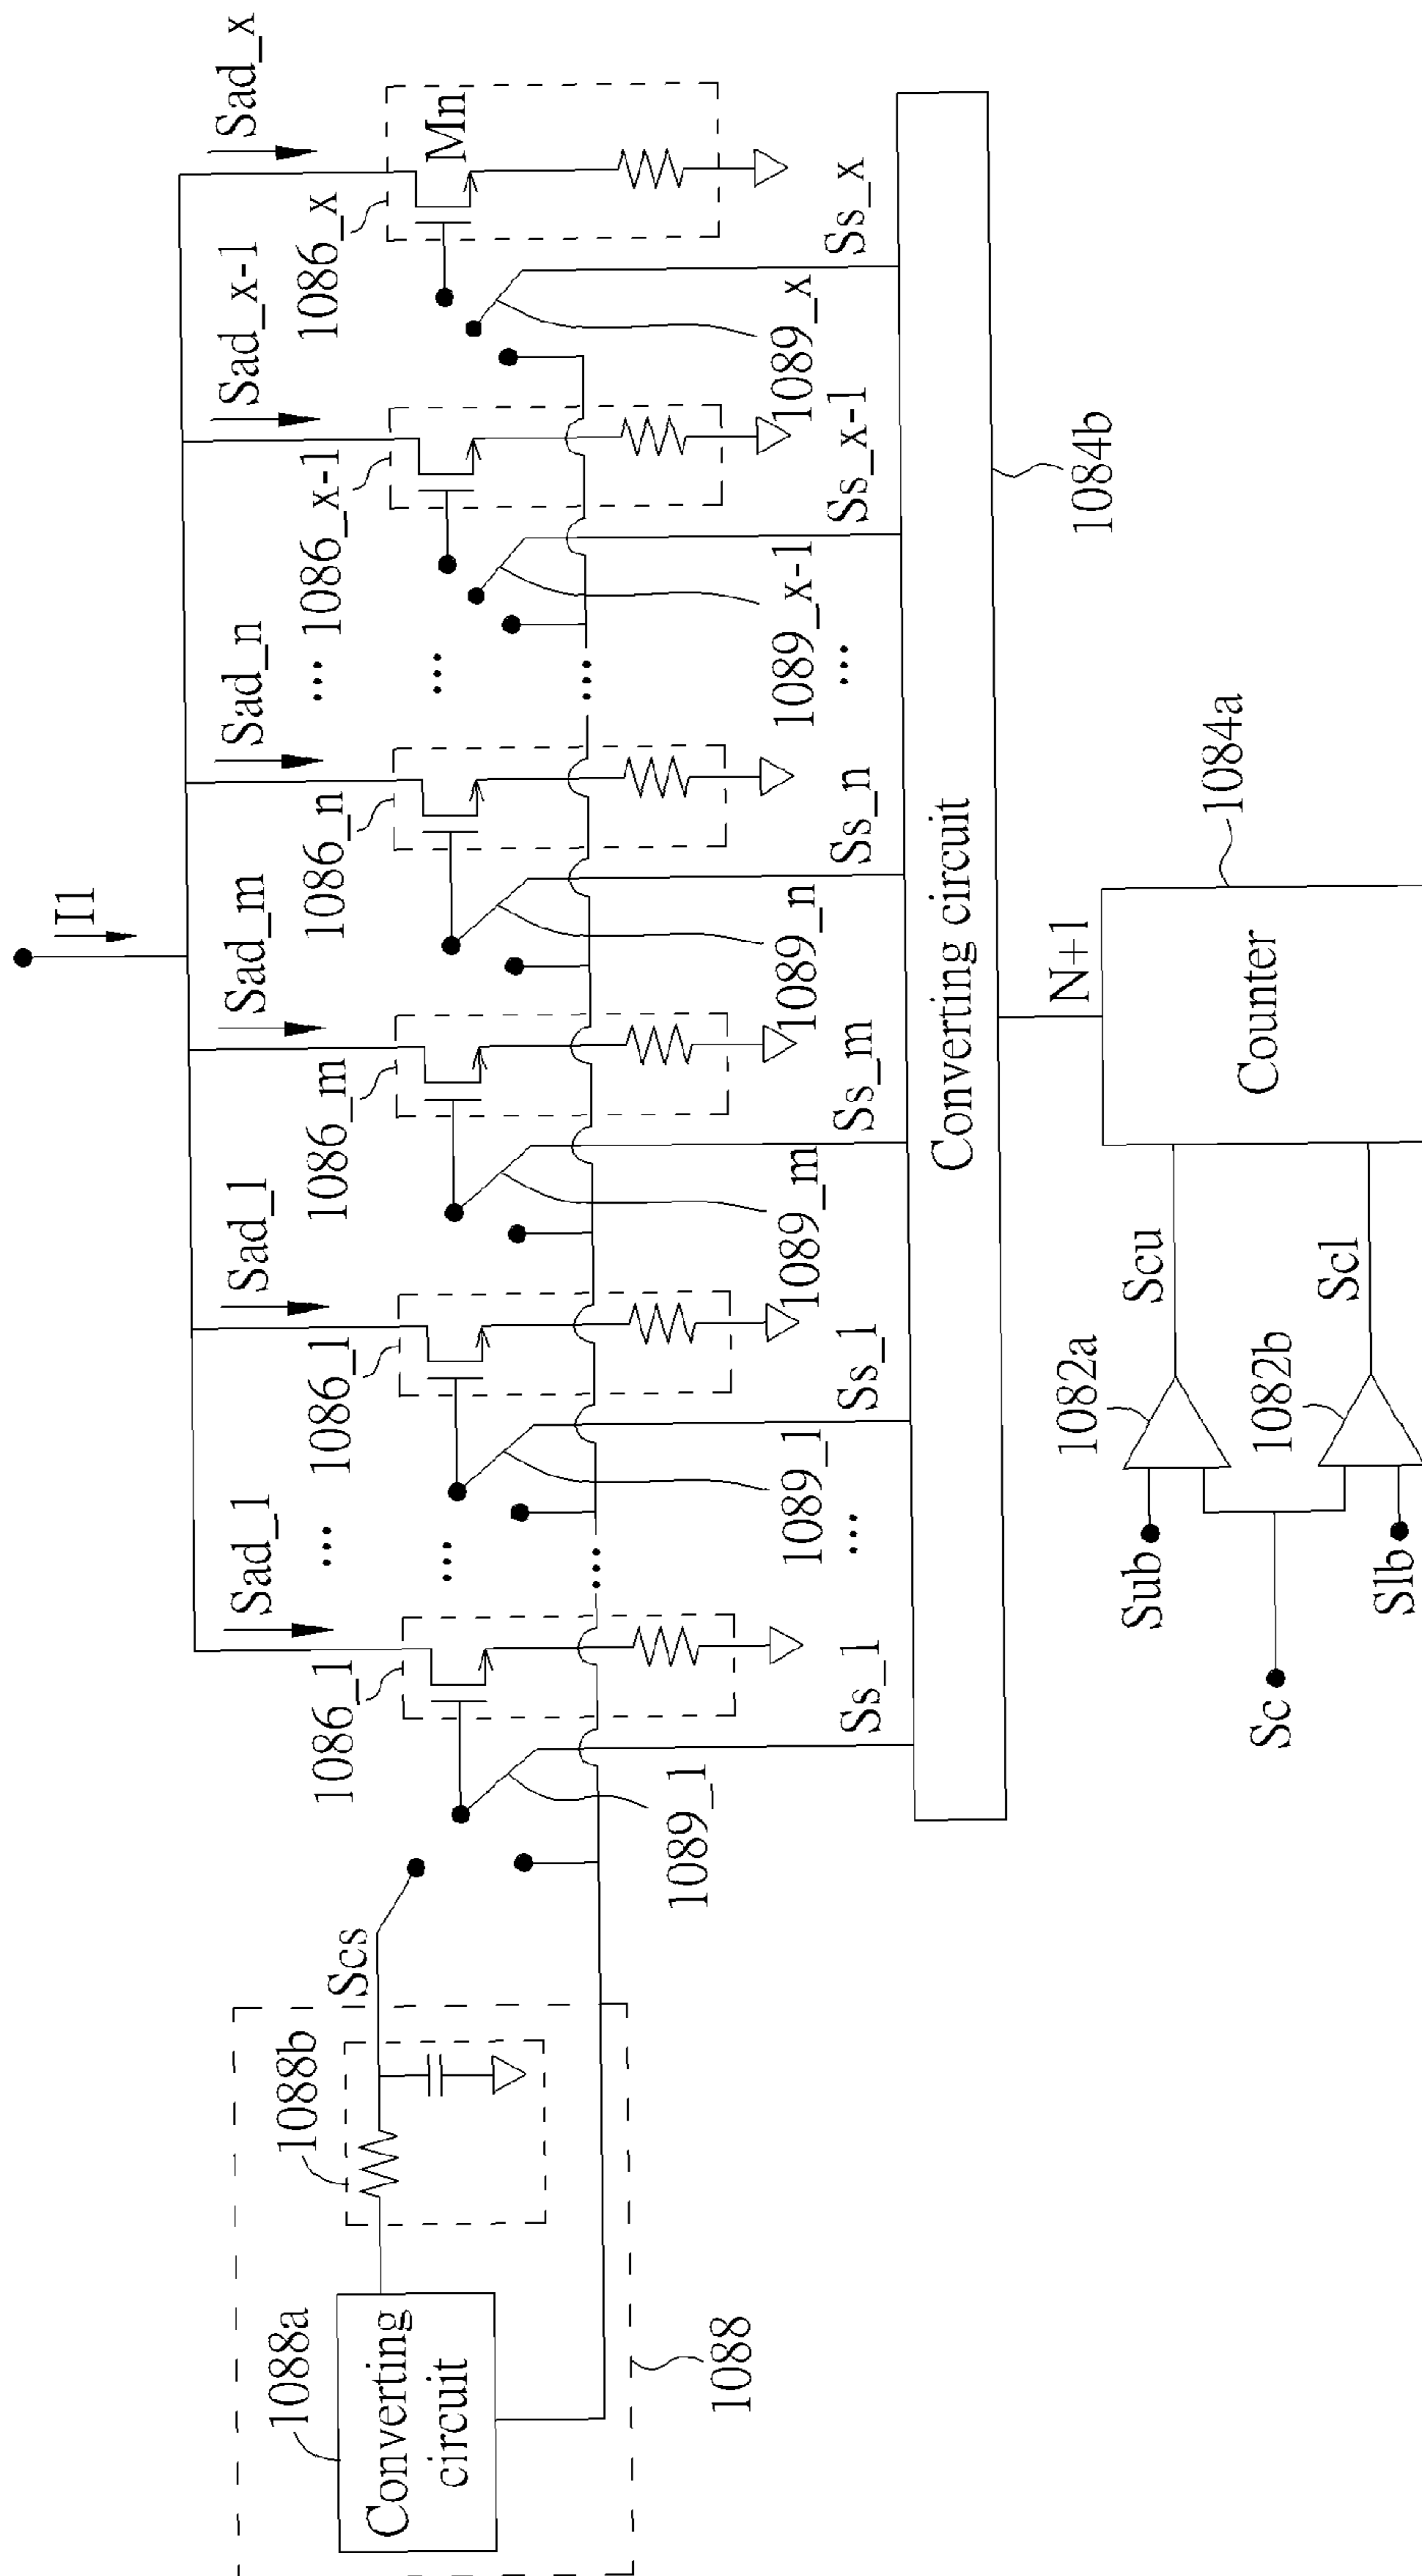 I1
Sad_1
Sad_1
Sad_m
Sad_n
Sad_x-1
Sad_x
1086_1
...
1086_1
1086_m
1086_n
...
1086_x-1
1086_x
Mn
...
...
Scs
1088b
1088a
Converting
circuit
1088
...
...
1089_1
1089_1
1089_m
1089_n
1089_x-1
1089_x
Ss_1
...
Ss_1
Ss_m
Ss_n
...
Ss_x-1
Ss_x
Converting circuit
1084b
N+1
1084a
Counter
Scu
Scl
1082a
1082b
Sub
Slb
Sc